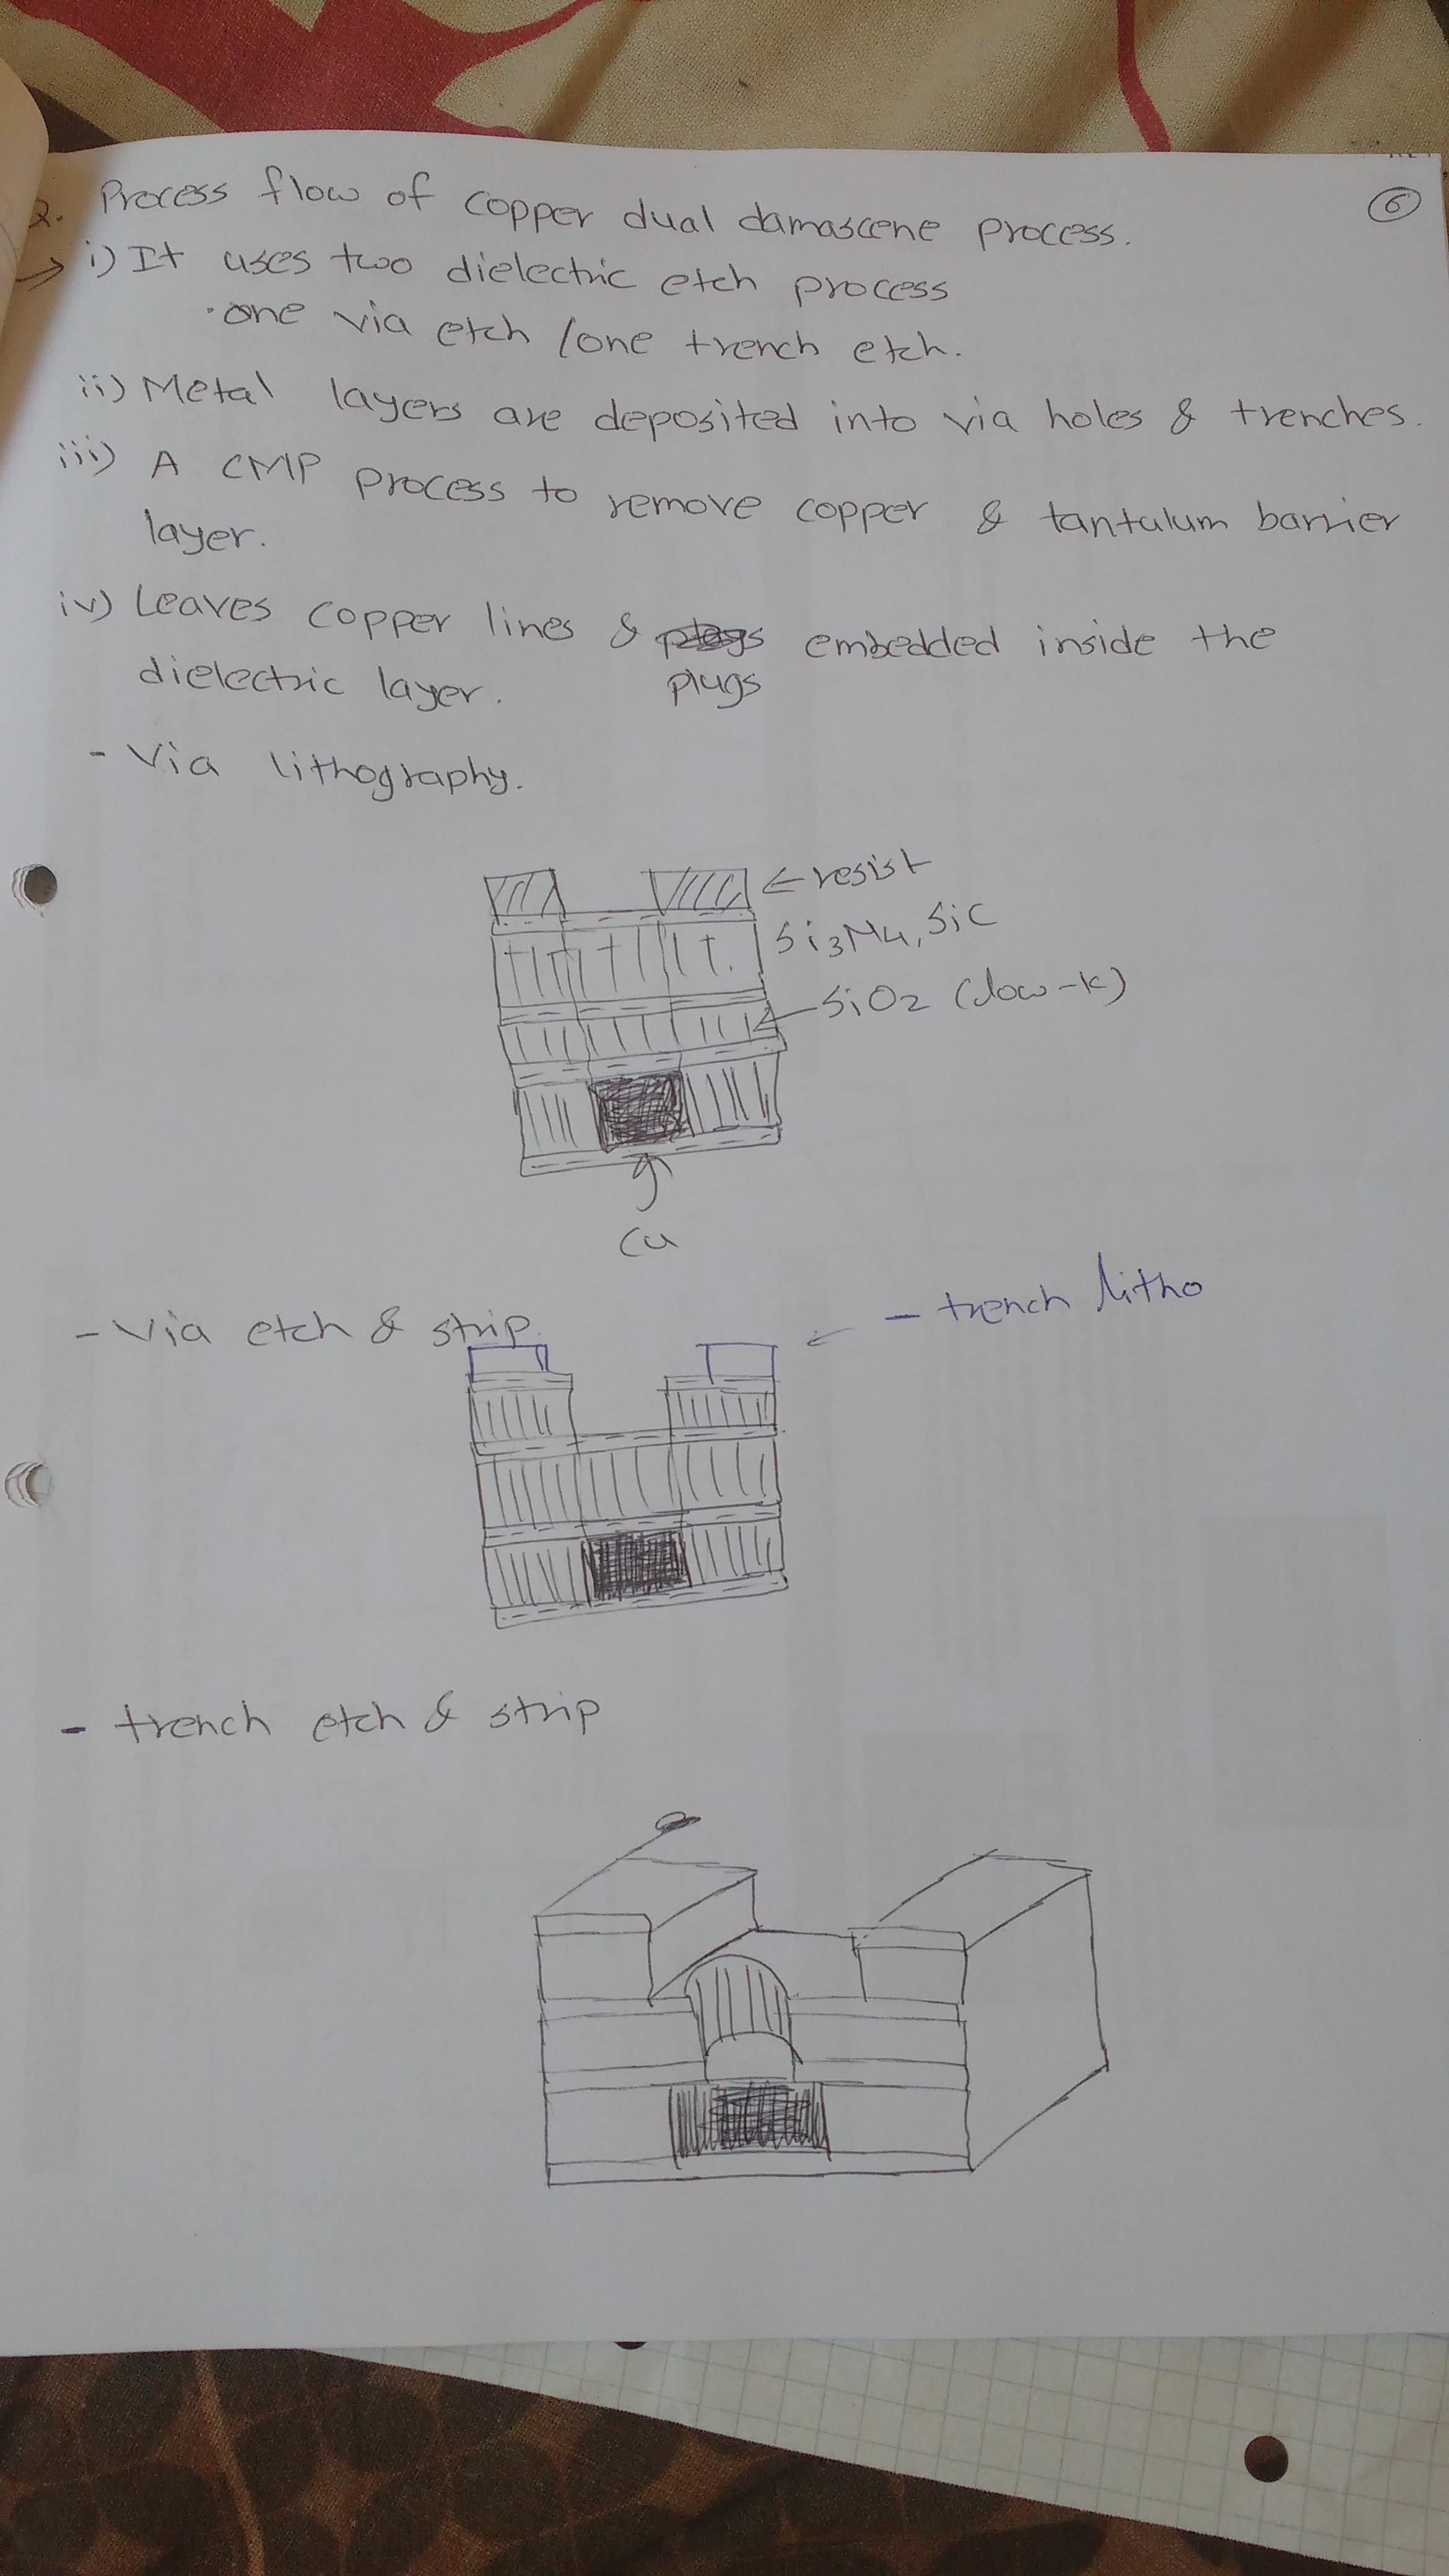 6
2. Process flow of copper dual damascene process.
→ i) It uses two dielectric etch process
· one via etch / one trench etch.
ii) Metal layers are deposited into via holes & trenches.
iii) A CMP process to remove copper & tantalum barrier
layer.
iv) Leaves copper lines & plugs embedded inside the
dielectric layer.
- Via lithography.
← resist
Si3N4, SiC
SiO2 (low-k)
Cu
- Via etch & strip.
- trench litho
- trench etch & strip